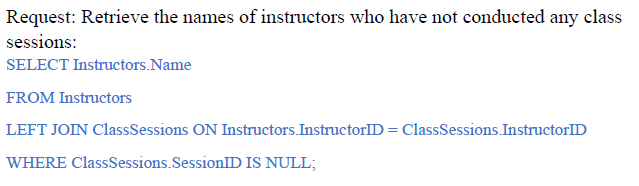 Request: Retrieve the names of instructors who have not conducted any class
sessions:
SELECT Instructors.Name
FROM Instructors
LEFT JOIN ClassSessions ON Instructors.InstructorID = ClassSessions.InstructorID
WHERE ClassSessions.SessionID IS NULL;